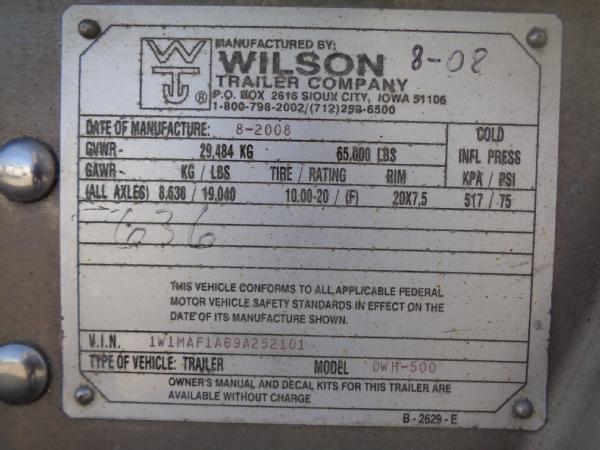 MANUFACTURED BY:
WILSON 8-08
TRAILER COMPANY
P.O. BOX 2616 SIOUX CITY, IOWA 51106
® 1-800-798-2002/(712)258-6500
DATE OF MANUFACTURE: 8-2008 COLD
GVWR- 29,484 KG 65,000 LBS INFL PRESS
GAWR- KG / LBS TIRE / RATING RIM KPA / PSI
(ALL AXLES) 8,636 / 19,040 10.00-20 / (F) 20X7.5 517 / 75
636
THIS VEHICLE CONFORMS TO ALL APPLICABLE FEDERAL
MOTOR VEHICLE SAFETY STANDARDS IN EFFECT ON THE
DATE OF ITS MANUFACTURE SHOWN.
V.I.N. 1W1MAF1A69A252101
TYPE OF VEHICLE: TRAILER MODEL DWH-500
OWNER'S MANUAL AND DECAL KITS FOR THIS TRAILER ARE
AVAILABLE WITHOUT CHARGE
B-2629-E